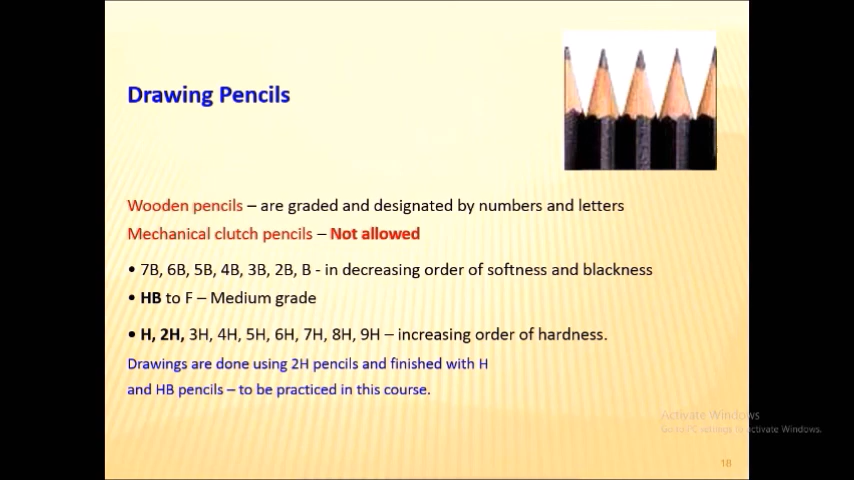 Drawing Pencils
Wooden pencils – are graded and designated by numbers and letters
Mechanical clutch pencils – Not allowed
• 7B, 6B, 5B, 4B, 3B, 2B, B - in decreasing order of softness and blackness
• HB to F – Medium grade
• H, 2H, 3H, 4H, 5H, 6H, 7H, 8H, 9H – increasing order of hardness.
Drawings are done using 2H pencils and finished with H
and HB pencils – to be practiced in this course.
Activate Windows
Go to PC settings to activate Windows.
18